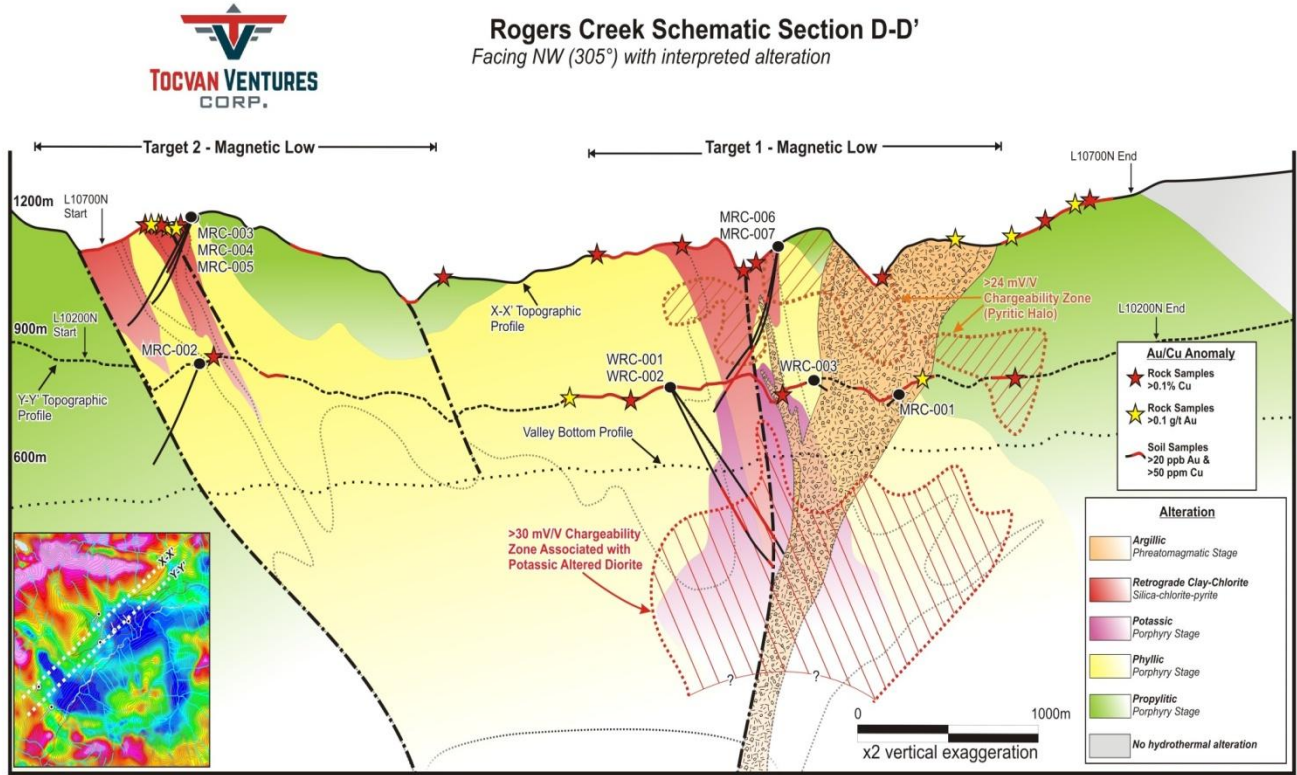 TOCVAN VENTURES
CORP.
Rogers Creek Schematic Section D-D'
Facing NW (305°) with interpreted alteration
Target 2 - Magnetic Low
Target 1 - Magnetic Low
L10700N End
1200m
L10700N
Start
MRC-003
MRC-004
MRC-005
MRC-006
MRC-007
>24 mV/V
Chargeability Zone
(Pyritic Halo)
X-X' Topographic
Profile
L10200N End
900m
L10200N
Start
MRC-002
WRC-001
WRC-002
WRC-003
MRC-001
Y-Y' Topographic
Profile
Valley Bottom Profile
600m
Au/Cu Anomaly
Rock Samples
>0.1% Cu
Rock Samples
>0.1 g/t Au
Soil Samples
>20 ppb Au &
>50 ppm Cu
>30 mV/V Chargeability
Zone Associated with
Potassic Altered Diorite
X-X'
Y-Y'
?
?
Alteration
Argillic
Phreatomagmatic Stage
Retrograde Clay-Chlorite
Silica-chlorite-pyrite
Potassic
Porphyry Stage
Phyllic
Porphyry Stage
Propylitic
Porphyry Stage
No hydrothermal alteration
0
1000m
x2 vertical exaggeration